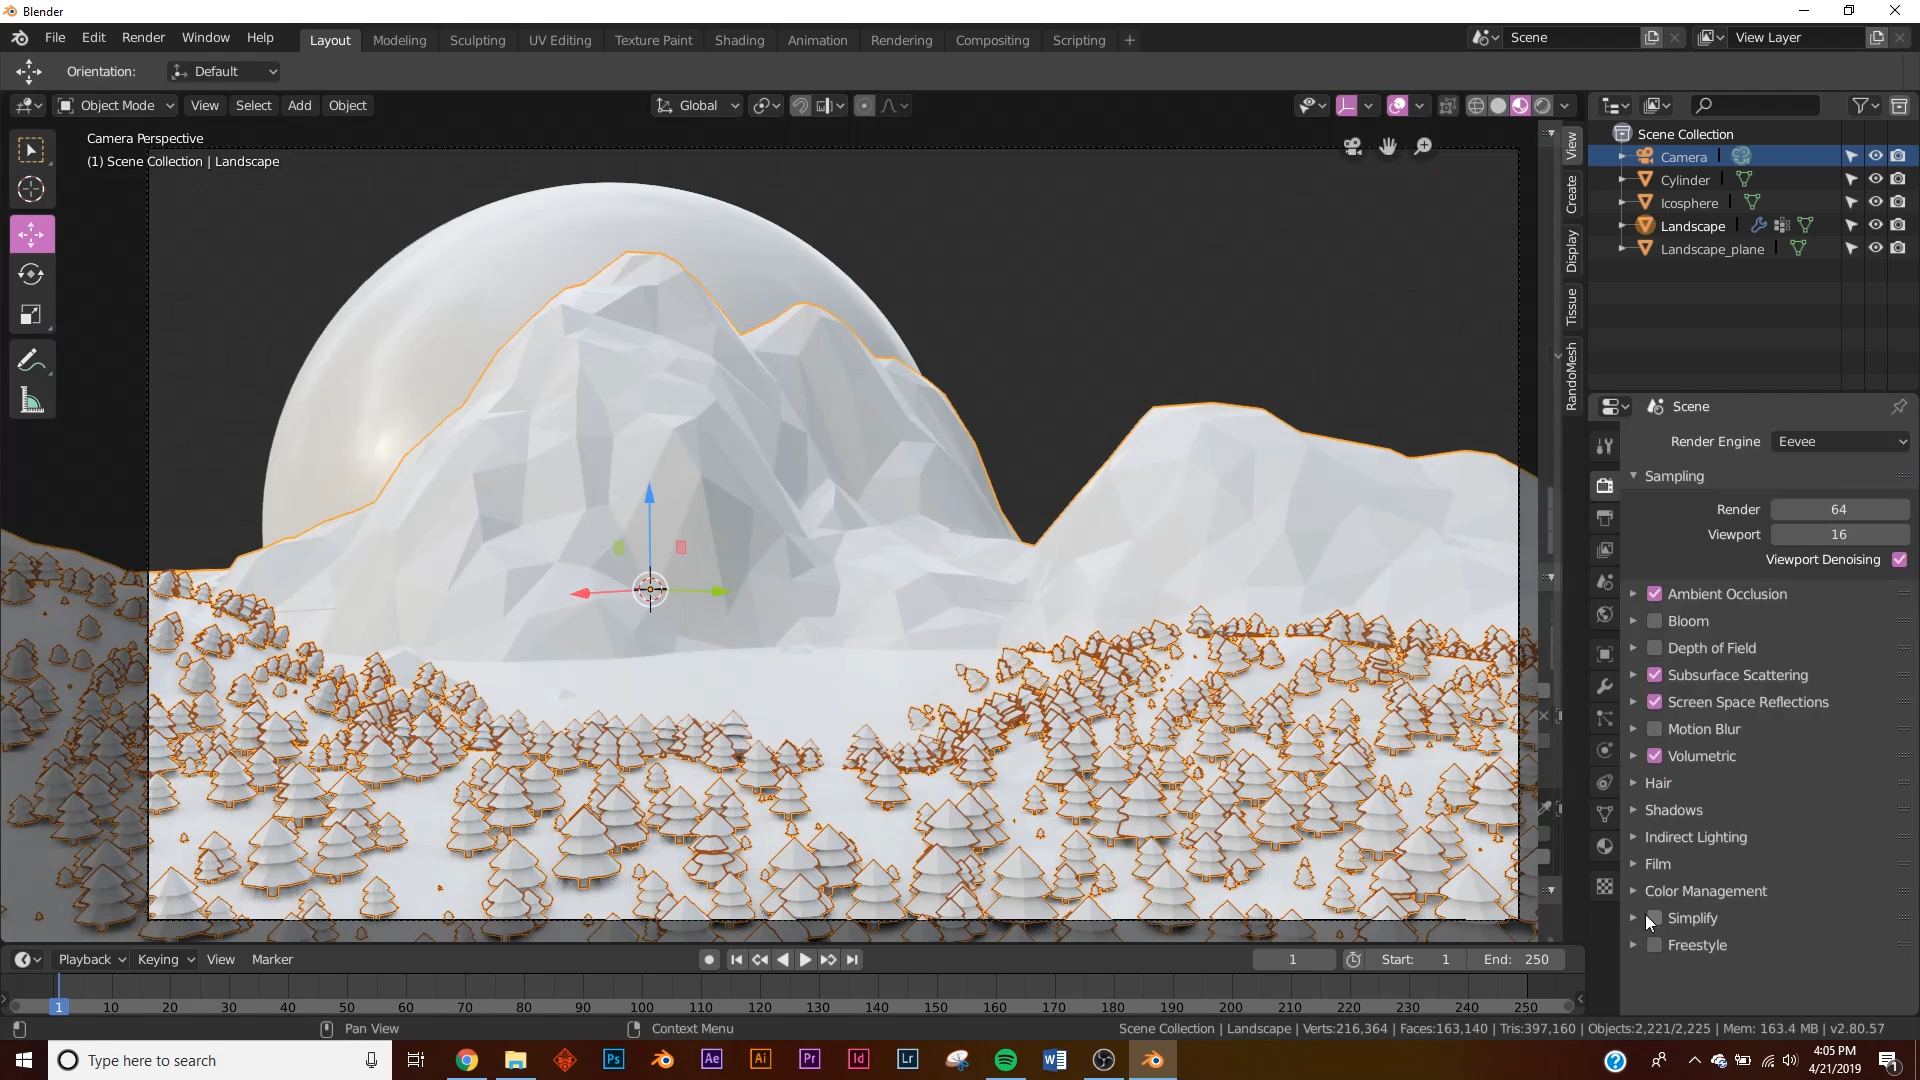 Blender
File Edit Render Window Help Layout Modeling Sculpting UV Editing Texture Paint Shading Animation Rendering Compositing Scripting + Scene View Layer
Orientation: Default
Object Mode View Select Add Object Global
Camera Perspective
(1) Scene Collection | Landscape
View
Create
Display
Tissue
RandoMesh
Scene Collection
Camera
Cylinder
Icosphere
Landscape
Landscape_plane
Scene
Render Engine Eevee
Sampling
Render 64
Viewport 16
Viewport Denoising
Ambient Occlusion
Bloom
Depth of Field
Subsurface Scattering
Screen Space Reflections
Motion Blur
Volumetric
Hair
Shadows
Indirect Lighting
Film
Color Management
Simplify
Freestyle
Playback Keying View Marker 1 Start: 1 End: 250
1 10 20 30 40 50 60 70 80 90 100 110 120 130 140 150 160 170 180 190 200 210 220 230 240 250
Pan View Context Menu Scene Collection | Landscape | Verts:216,364 | Faces:163,140 | Tris:397,160 | Objects:2,221/2,225 | Mem: 163.4 MB | v2.80.57
Type here to search Ps Ae Ai Pr Id Lr W 4:05 PM
4/21/2019 1